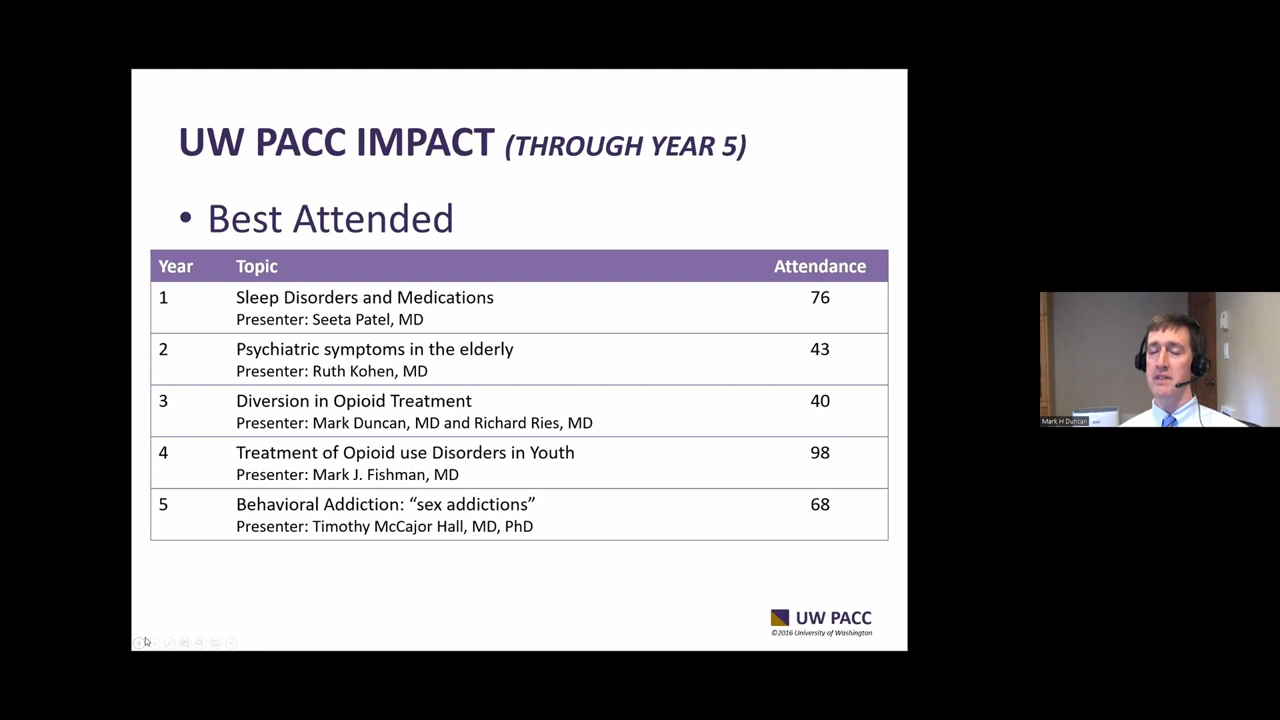 UW PACC IMPACT (THROUGH YEAR 5)
• Best Attended
Year Topic Attendance
1 Sleep Disorders and Medications 76
Presenter: Seeta Patel, MD
2 Psychiatric symptoms in the elderly 43
Presenter: Ruth Kohen, MD
3 Diversion in Opioid Treatment 40
Presenter: Mark Duncan, MD and Richard Ries, MD
4 Treatment of Opioid use Disorders in Youth 98
Presenter: Mark J. Fishman, MD
5 Behavioral Addiction: “sex addictions” 68
Presenter: Timothy McCajor Hall, MD, PhD
UW PACC
©2016 University of Washington
Mark H Duncan